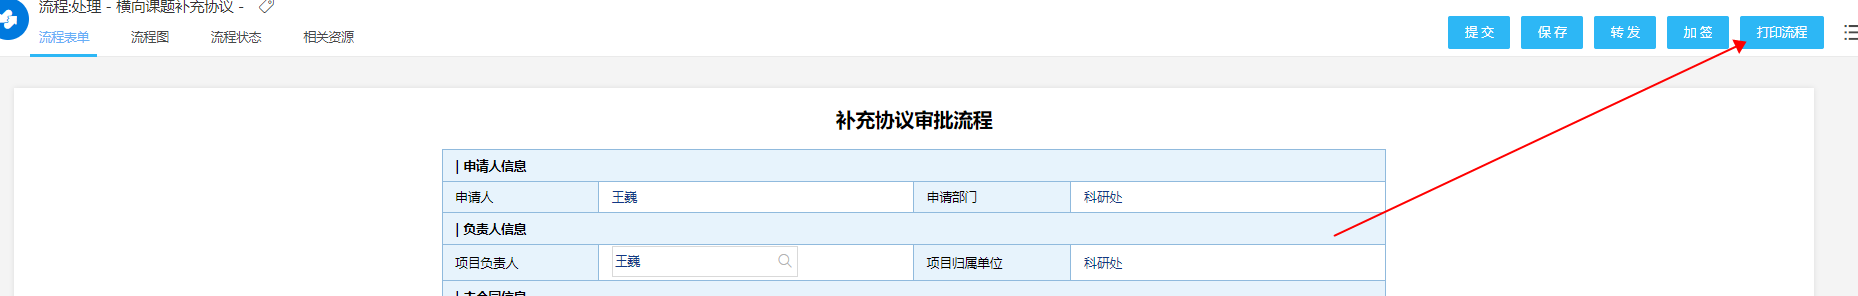 流程:处理 - 横向课题补充协议 -
流程表单 流程图 流程状态 相关资源
提交 保存 转发 加签 打印流程
补充协议审批流程
| 申请人信息
申请人 王巍 申请部门 科研处
| 负责人信息
项目负责人 王巍 项目归属单位 科研处